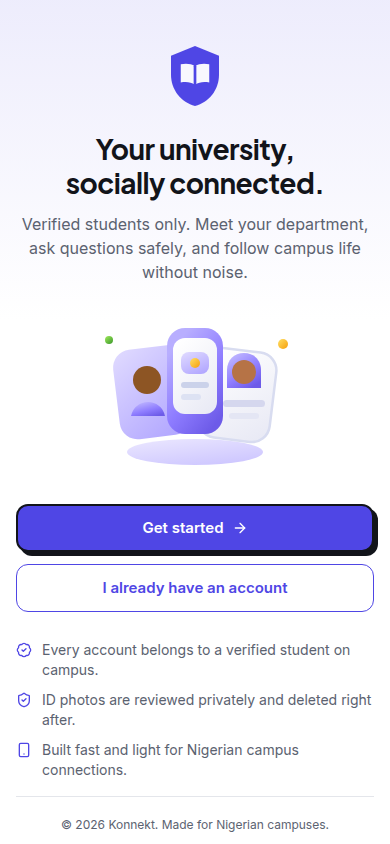 Your university,
socially connected.
Verified students only. Meet your department,
ask questions safely, and follow campus life
without noise.
Get started
I already have an account
Every account belongs to a verified student on
campus.
ID photos are reviewed privately and deleted right
after.
Built fast and light for Nigerian campus
connections.
© 2026 Konnekt. Made for Nigerian campuses.